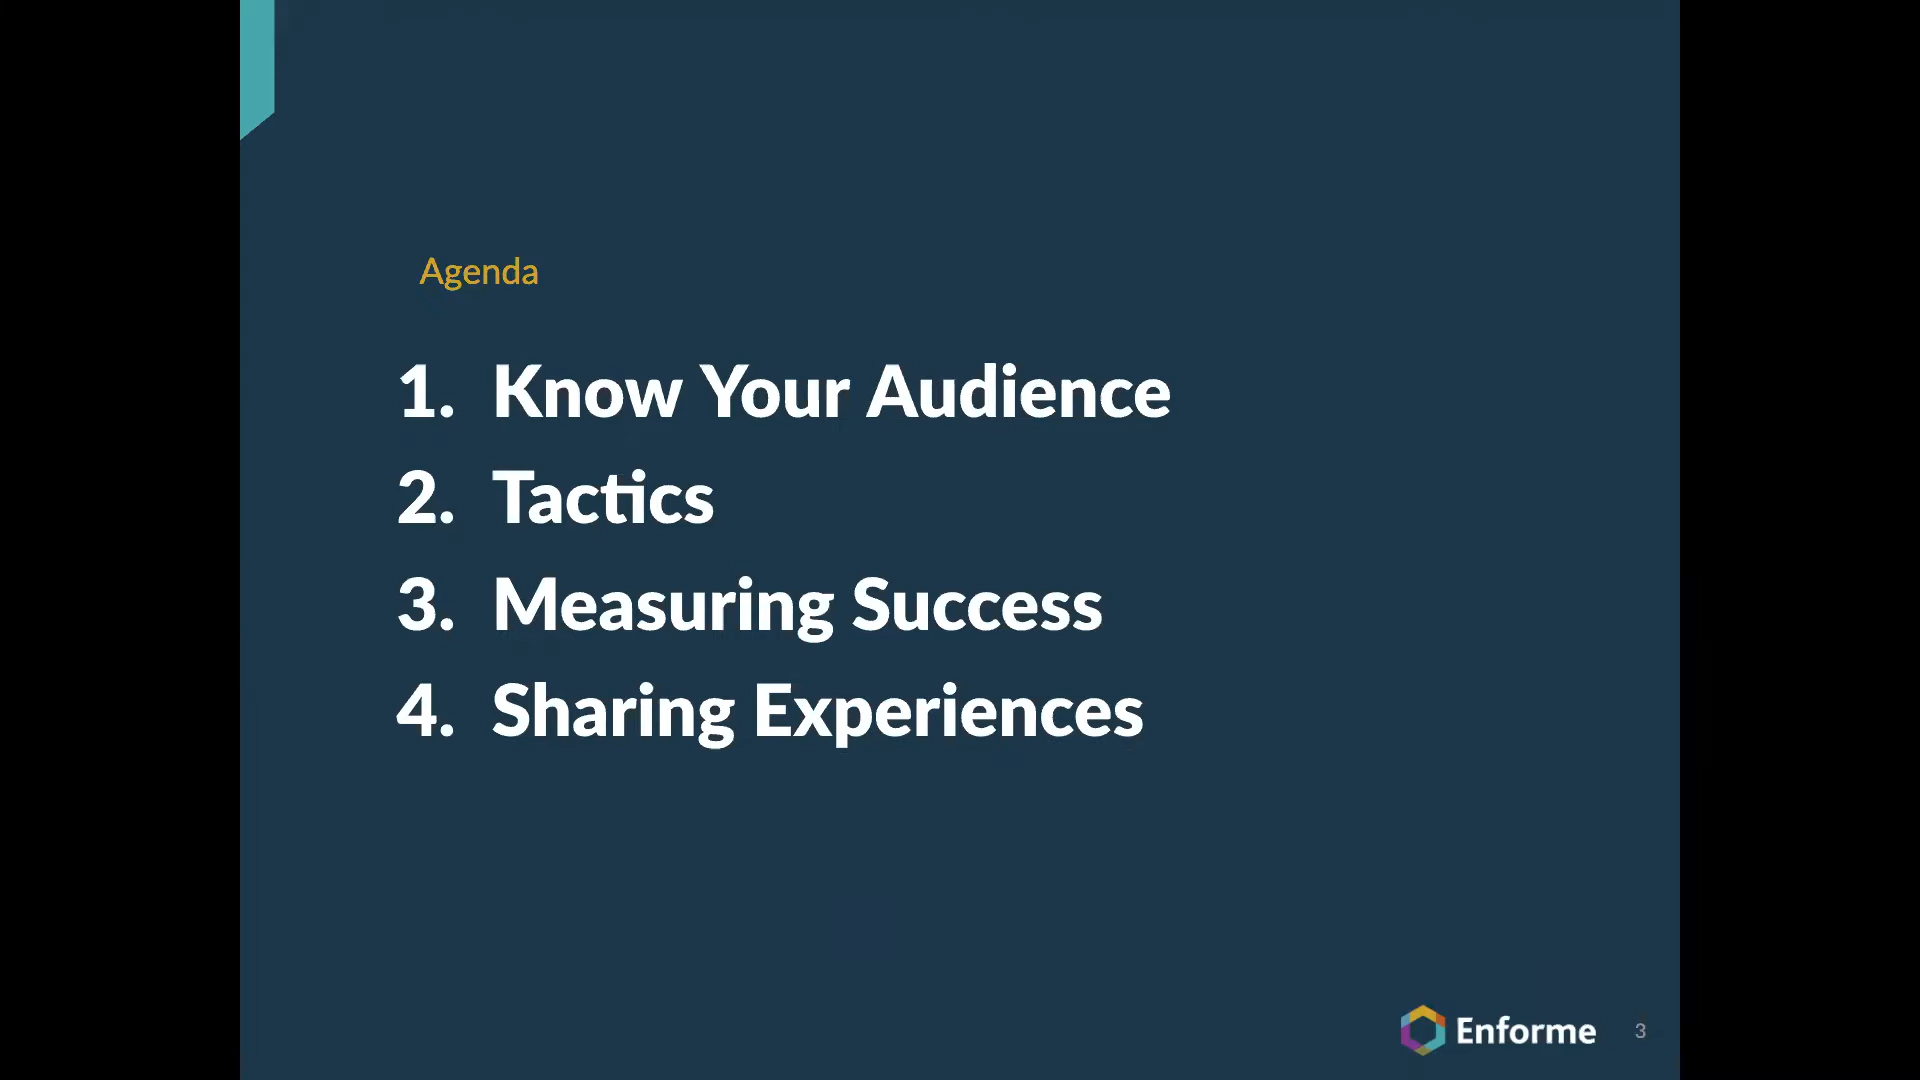 Agenda
1. Know Your Audience
2. Tactics
3. Measuring Success
4. Sharing Experiences
Enforme 3